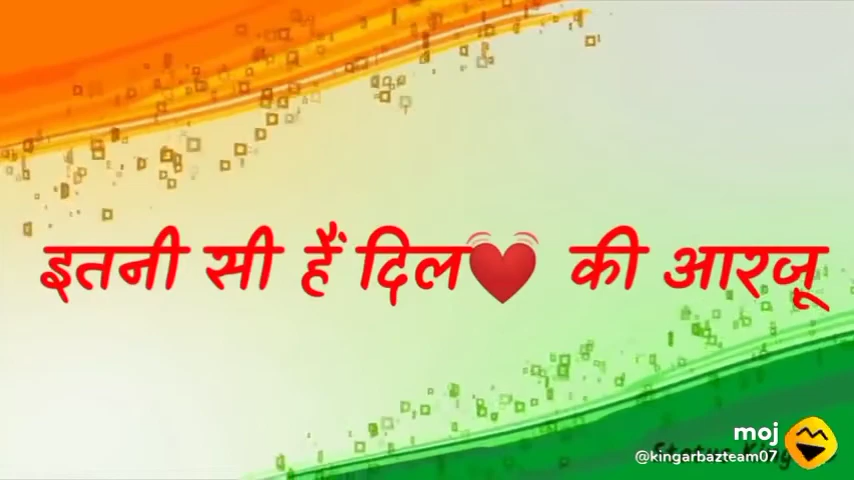 इतनी सी हैं दिल💓 की आरज़ू
moj
@kingarbazteam07